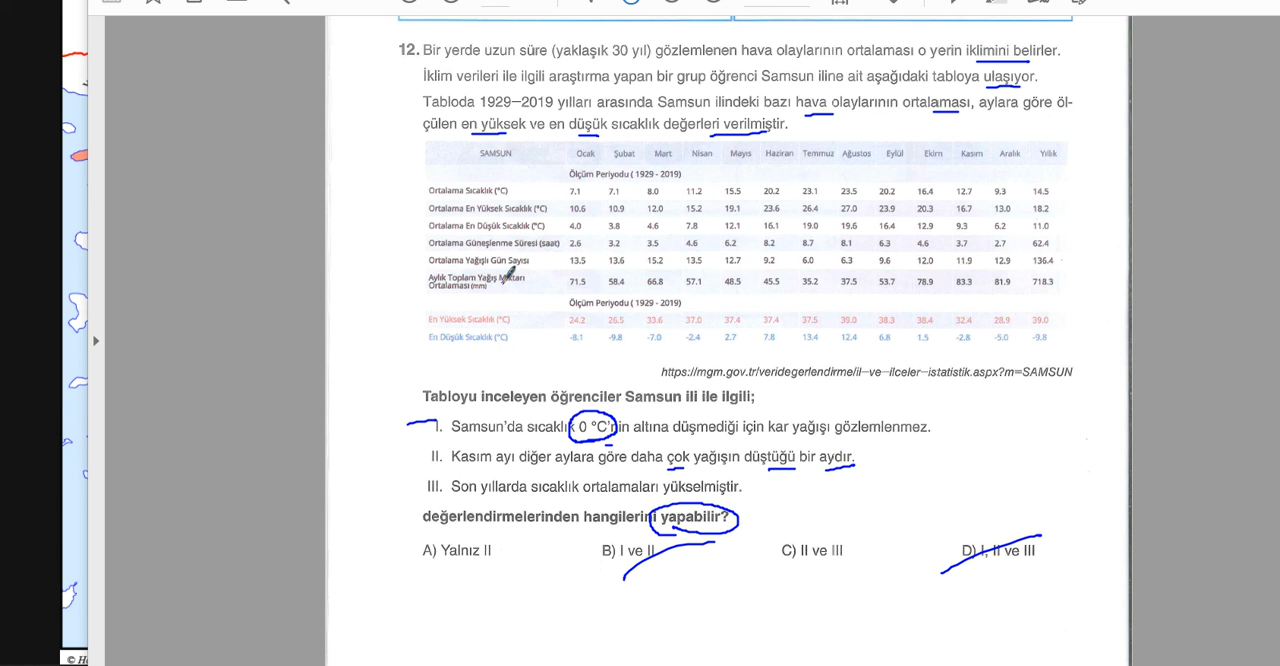 12. Bir yerde uzun süre (yaklaşık 30 yıl) gözlemlenen hava olaylarının ortalaması o yerin iklimini belirler.
İklim verileri ile ilgili araştırma yapan bir grup öğrenci Samsun iline ait aşağıdaki tabloya ulaşıyor.
Tabloda 1929–2019 yılları arasında Samsun ilindeki bazı hava olaylarının ortalaması, aylara göre öl-
çülen en yüksek ve en düşük sıcaklık değerleri verilmiştir.
SAMSUN Ocak Şubat Mart Nisan Mayıs Haziran Temmuz Ağustos Eylül Ekim Kasım Aralık Yıllık
Ölçüm Periyodu ( 1929 - 2019)
Ortalama Sıcaklık (°C) 7.1 7.1 8.0 11.2 15.5 20.2 23.1 23.5 20.2 16.4 12.7 9.3 14.5
Ortalama En Yüksek Sıcaklık (°C) 10.6 10.9 12.0 15.2 19.1 23.6 26.4 27.0 23.9 20.3 16.7 13.0 18.2
Ortalama En Düşük Sıcaklık (°C) 4.0 3.8 4.6 7.8 12.1 16.1 19.0 19.6 16.4 12.9 9.3 6.2 11.0
Ortalama Güneşlenme Süresi (saat) 2.6 3.2 3.5 4.6 6.2 8.2 8.7 8.1 6.3 4.6 3.7 2.7 62.4
Ortalama Yağışlı Gün Sayısı 13.5 13.6 15.2 13.5 12.7 9.2 6.0 6.3 9.6 12.0 11.9 12.9 136.4
Aylık Toplam Yağış Miktarı
Ortalaması (mm) 71.5 58.4 66.8 57.1 48.5 45.5 35.2 37.5 53.7 78.9 83.3 81.9 718.3
Ölçüm Periyodu ( 1929 - 2019)
En Yüksek Sıcaklık (°C) 24.2 26.5 33.6 37.0 37.4 37.4 37.5 39.0 38.3 38.4 32.4 28.9 39.0
En Düşük Sıcaklık (°C) -8.1 -9.8 -7.0 -2.4 2.7 7.8 13.4 12.4 6.8 1.5 -2.8 -5.0 -9.8
https://mgm.gov.tr/veridegerlendirme/il–ve–ilceler–istatistik.aspx?m=SAMSUN
Tabloyu inceleyen öğrenciler Samsun ili ile ilgili;
I. Samsun'da sıcaklık 0 °C'nin altına düşmediği için kar yağışı gözlemlenmez.
II. Kasım ayı diğer aylara göre daha çok yağışın düştüğü bir aydır.
III. Son yıllarda sıcaklık ortalamaları yükselmiştir.
değerlendirmelerinden hangilerini yapabilir?
A) Yalnız II B) I ve II C) II ve III D) I, II ve III